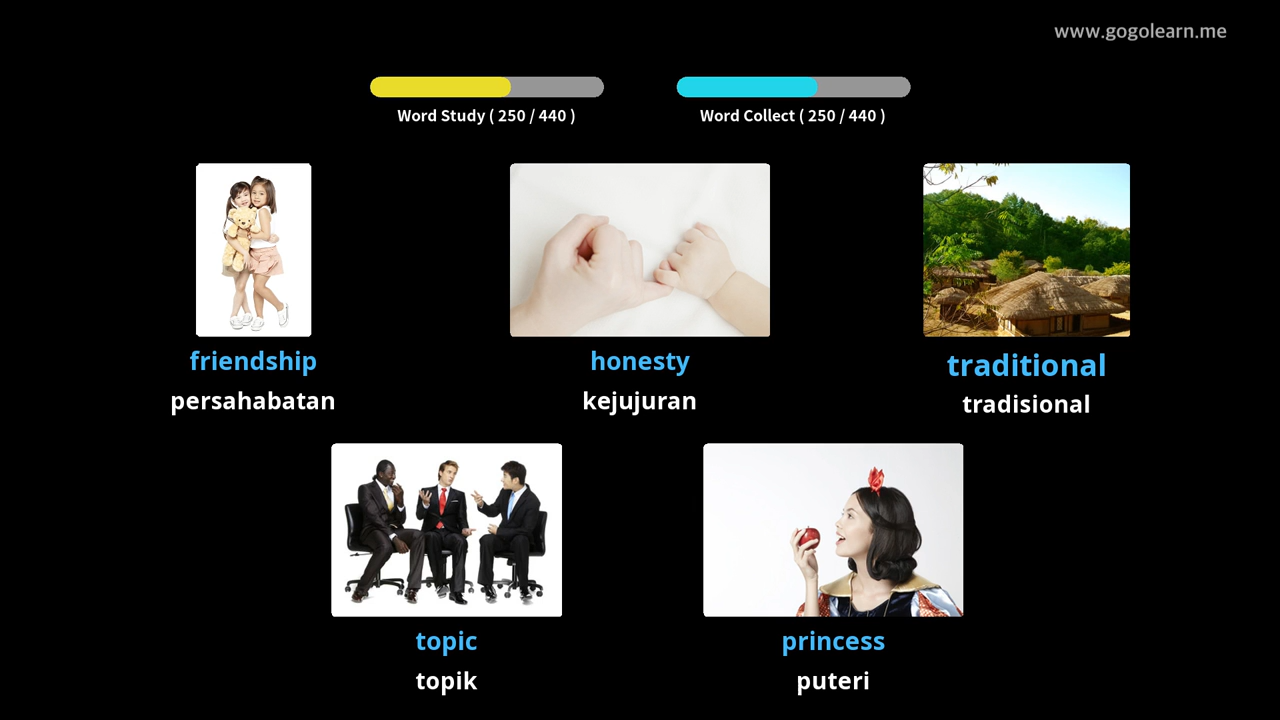 www.gogolearn.me
Word Study ( 250 / 440 )
Word Collect ( 250 / 440 )
friendship
persahabatan
honesty
kejujuran
traditional
tradisional
topic
topik
princess
puteri